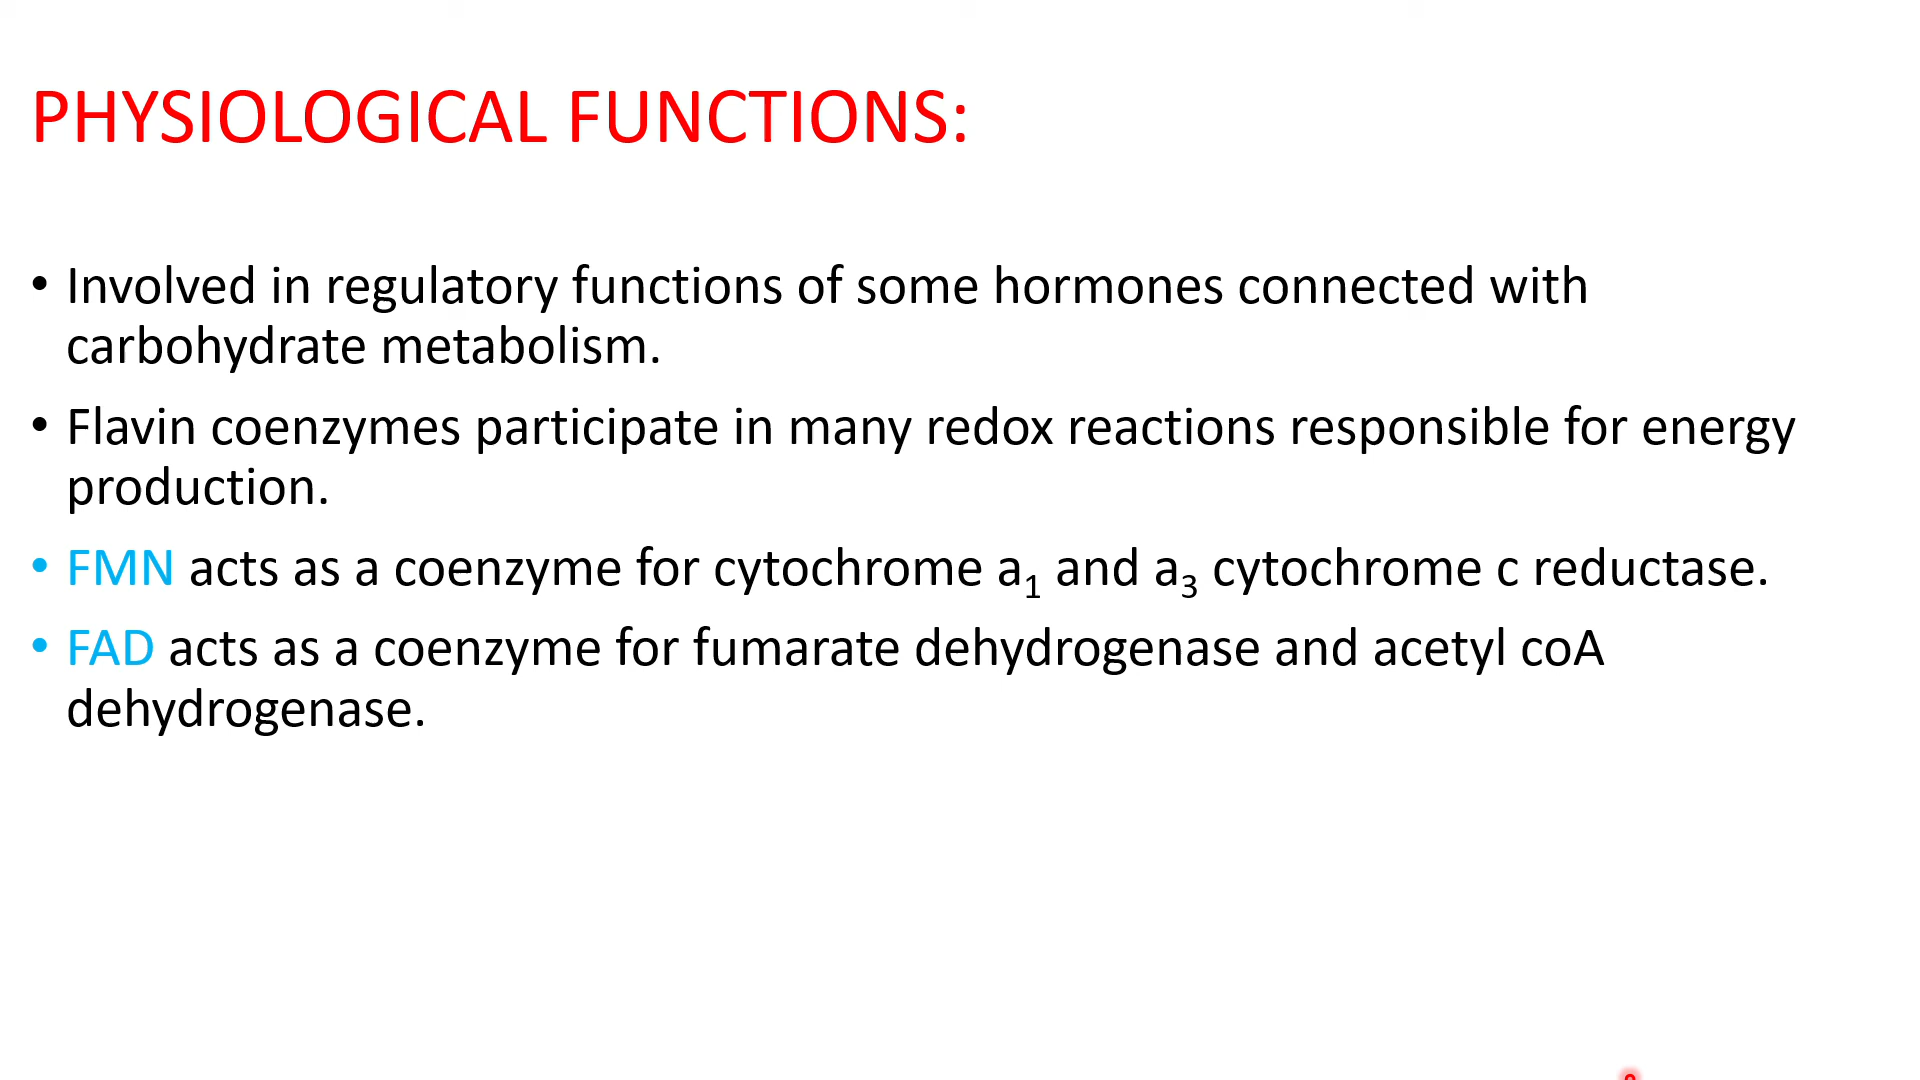 PHYSIOLOGICAL FUNCTIONS:
• Involved in regulatory functions of some hormones connected with
carbohydrate metabolism.
• Flavin coenzymes participate in many redox reactions responsible for energy
production.
• FMN acts as a coenzyme for cytochrome a₁ and a₃ cytochrome c reductase.
• FAD acts as a coenzyme for fumarate dehydrogenase and acetyl coA
dehydrogenase.